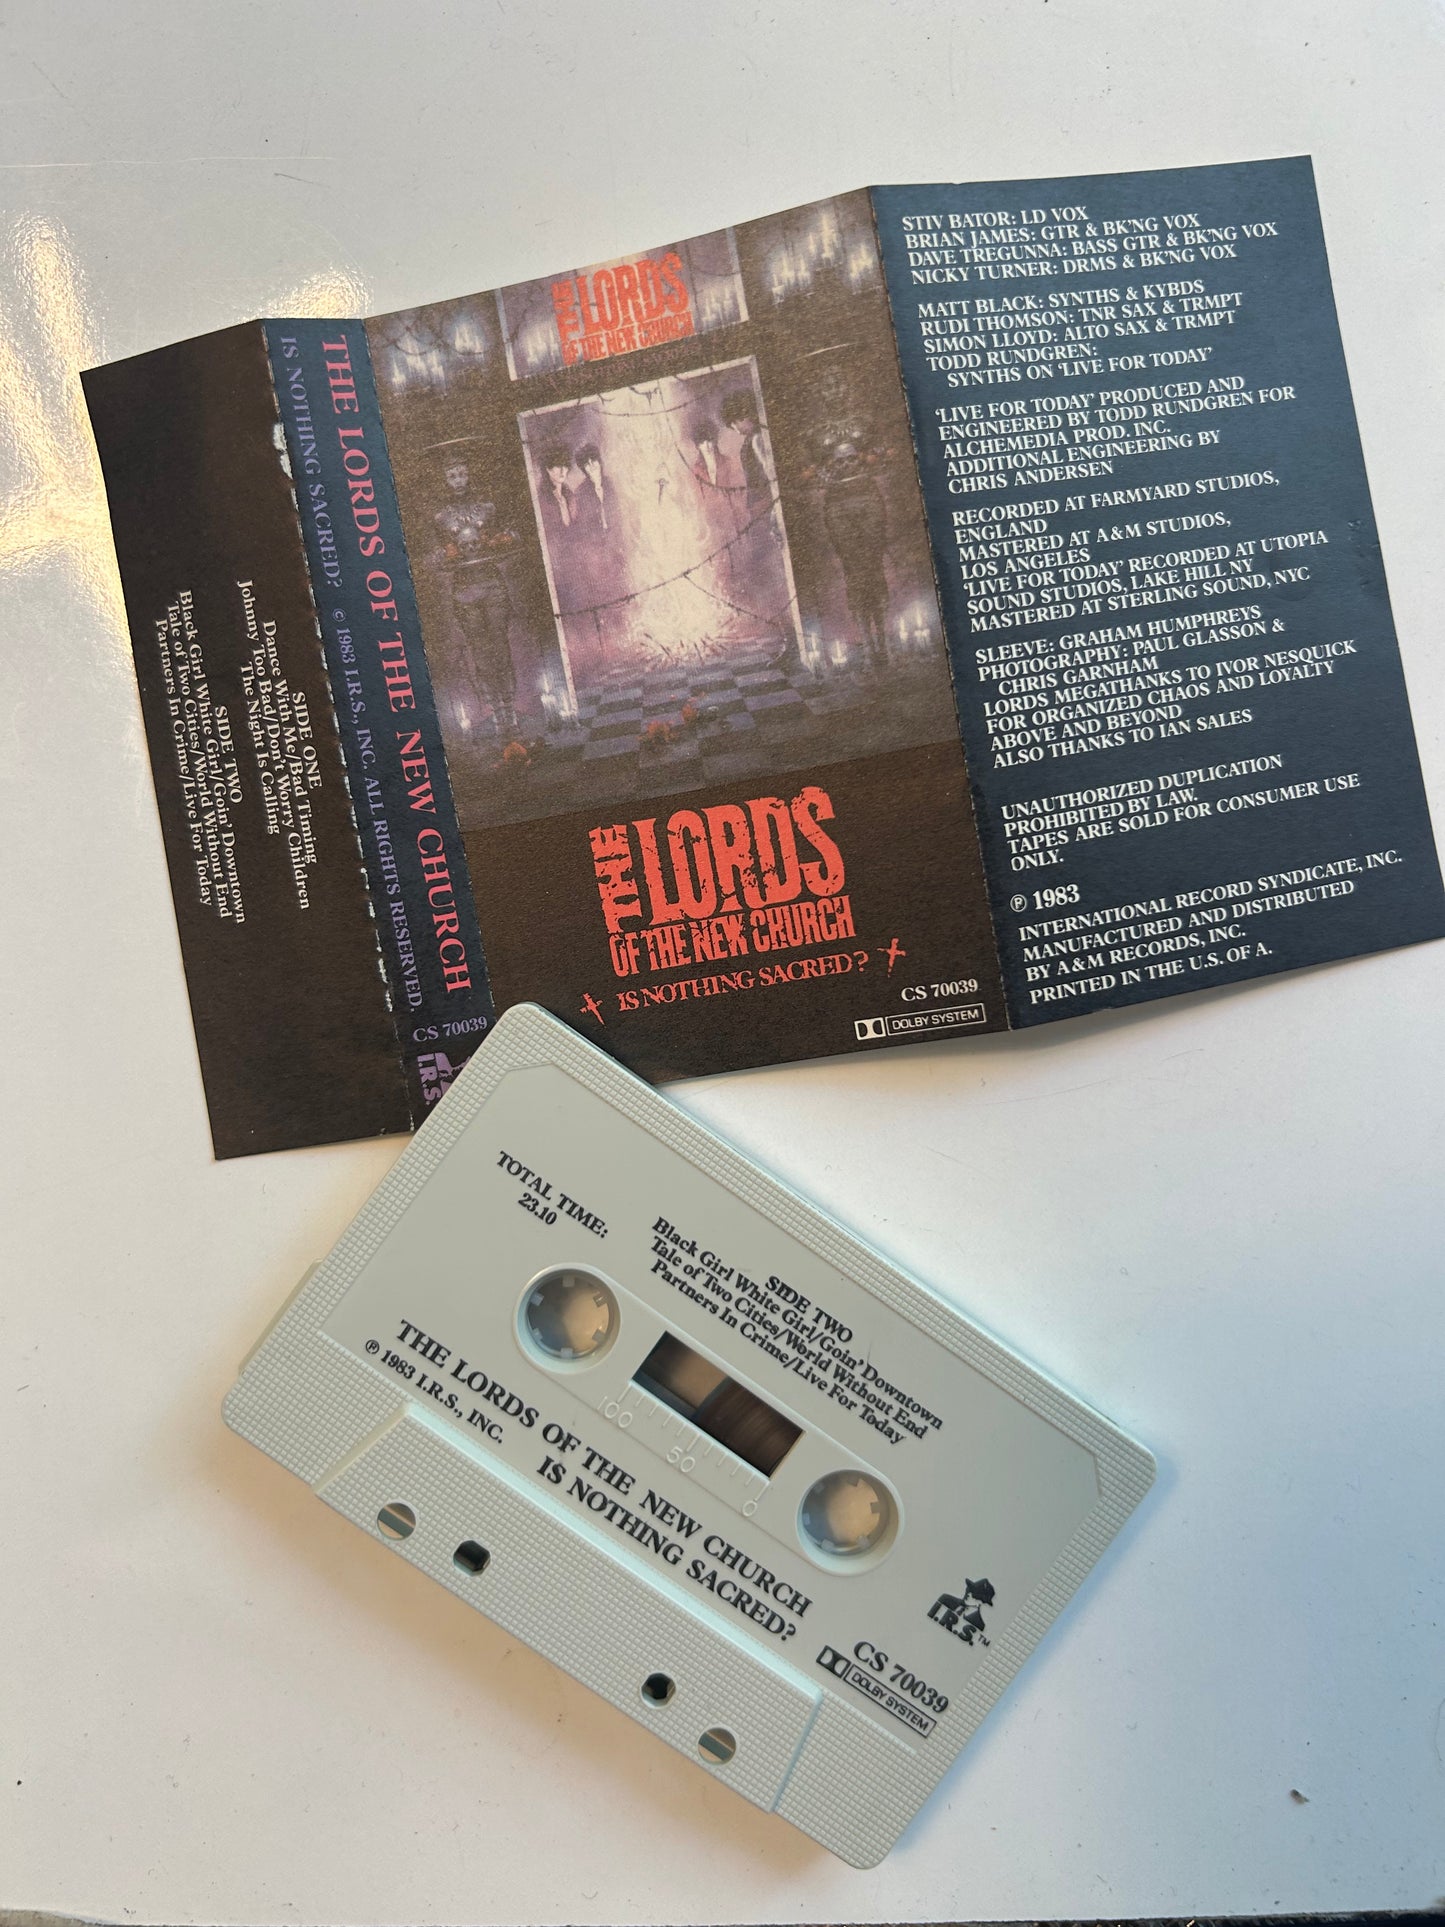 SIDE ONE
Dance With Me/Bad Timing
Johnny Too Bad/Don't Worry Children
The Night Is Calling
SIDE TWO
Black Girl White Girl/Goin' Downtown
Tale of Two Cities/World Without End
Partners In Crime/Live For Today
THE LORDS OF THE NEW CHURCH
IS NOTHING SACRED? © 1983 I.R.S., INC. ALL RIGHTS RESERVED.
CS 70039
I.R.S.
THE LORDS
OF THE NEW CHURCH
THE LORDS
OF THE NEW CHURCH
IS NOTHING SACRED?
CS 70039
DOLBY SYSTEM
STIV BATOR: LD VOX
BRIAN JAMES: GTR & BK'NG VOX
DAVE TREGUNNA: BASS GTR & BK'NG VOX
NICKY TURNER: DRMS & BK'NG VOX
MATT BLACK: SYNTHS & KYBDS
RUDI THOMSON: TNR SAX & TRMPT
SIMON LLOYD: ALTO SAX & TRMPT
TODD RUNDGREN:
SYNTHS ON 'LIVE FOR TODAY'
'LIVE FOR TODAY' PRODUCED AND
ENGINEERED BY TODD RUNDGREN FOR
ALCHEMEDIA PROD. INC.
ADDITIONAL ENGINEERING BY
CHRIS ANDERSEN
RECORDED AT FARMYARD STUDIOS,
ENGLAND
MASTERED AT A&M STUDIOS,
LOS ANGELES
'LIVE FOR TODAY' RECORDED AT UTOPIA
SOUND STUDIOS, LAKE HILL NY
MASTERED AT STERLING SOUND, NYC
SLEEVE: GRAHAM HUMPHREYS
PHOTOGRAPHY: PAUL GLASSON &
CHRIS GARNHAM
LORDS MEGATHANKS TO IVOR NESQUICK
FOR ORGANIZED CHAOS AND LOYALTY
ABOVE AND BEYOND
ALSO THANKS TO IAN SALES
UNAUTHORIZED DUPLICATION
PROHIBITED BY LAW.
TAPES ARE SOLD FOR CONSUMER USE
ONLY.
℗ 1983
INTERNATIONAL RECORD SYNDICATE, INC.
MANUFACTURED AND DISTRIBUTED
BY A&M RECORDS, INC.
PRINTED IN THE U.S. OF A.
TOTAL TIME:
23.10
SIDE TWO
Black Girl White Girl/Goin' Downtown
Tale of Two Cities/World Without End
Partners In Crime/Live For Today
100 50 0
THE LORDS OF THE NEW CHURCH
℗ 1983 I.R.S., INC.
IS NOTHING SACRED?
I.R.S.™
CS 70039
DOLBY SYSTEM